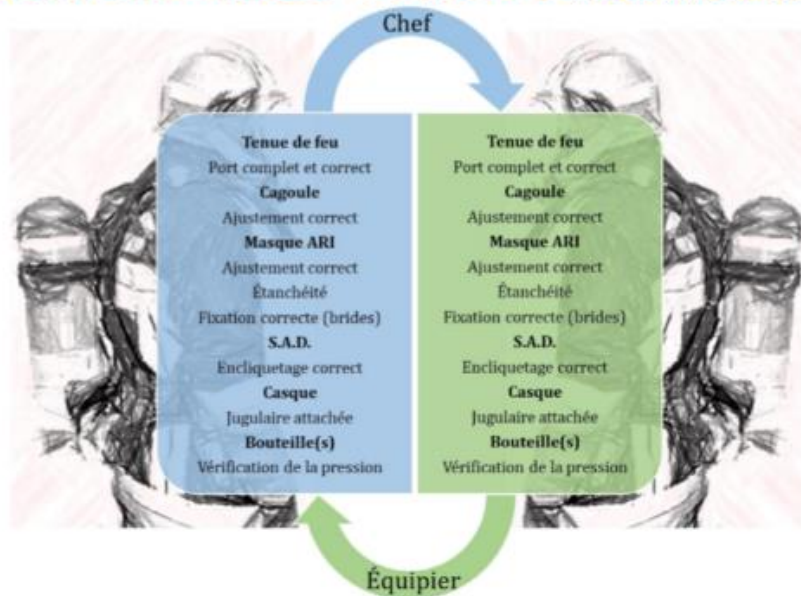 Chef
Tenue de feu
Port complet et correct
Cagoule
Ajustement correct
Masque ARI
Ajustement correct
Étanchéité
Fixation correcte (brides)
S.A.D.
Encliquetage correct
Casque
Jugulaire attachée
Bouteille(s)
Vérification de la pression
Tenue de feu
Port complet et correct
Cagoule
Ajustement correct
Masque ARI
Ajustement correct
Étanchéité
Fixation correcte (brides)
S.A.D.
Encliquetage correct
Casque
Jugulaire attachée
Bouteille(s)
Vérification de la pression
Équipier